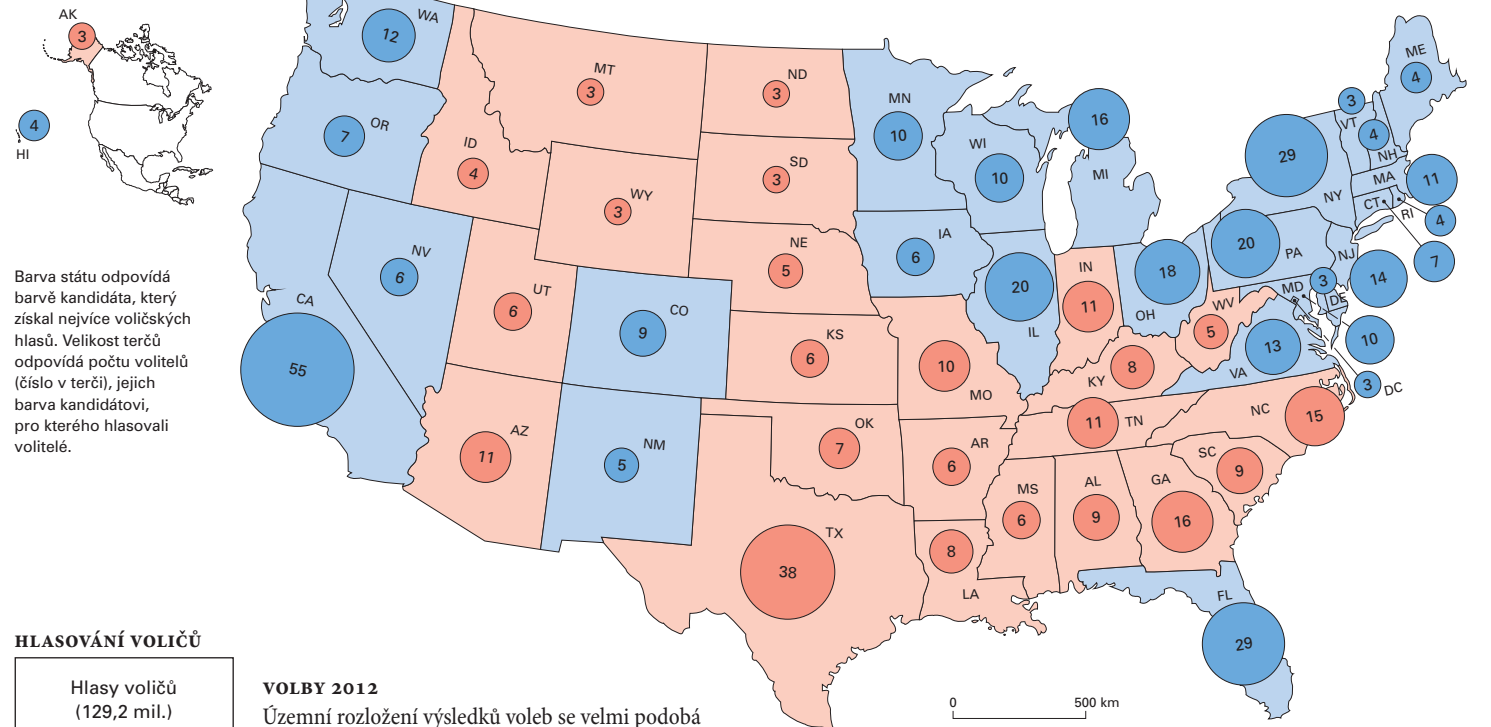 AK
3
4
HI
WA
12
OR
7
CA
55
NV
6
ID
4
MT
3
WY
3
UT
6
AZ
11
CO
9
NM
5
ND
3
SD
3
NE
5
KS
6
OK
7
TX
38
MN
10
IA
6
MO
10
AR
6
8
LA
WI
10
16
MI
20
IL
IN
11
18
OH
KY
8
11
TN
MS
6
AL
9
GA
16
FL
29
SC
9
NC
15
VA
13
WV
5
20
PA
29
NY
3
VT
4
NH
ME
4
MA
11
CT
RI
4
7
NJ
14
MD
3
DE
10
3
DC
Barva státu odpovídá
barvě kandidáta, který
získal nejvíce voličských
hlasů. Velikost terčů
odpovídá počtu volitelů
(číslo v terči), jejich
barva kandidátovi,
pro kterého hlasovali
volitelé.
HLASOVÁNÍ VOLIČŮ
Hlasy voličů
(129,2 mil.)
VOLBY 2012
Územní rozložení výsledků voleb se velmi podobá
0 500 km